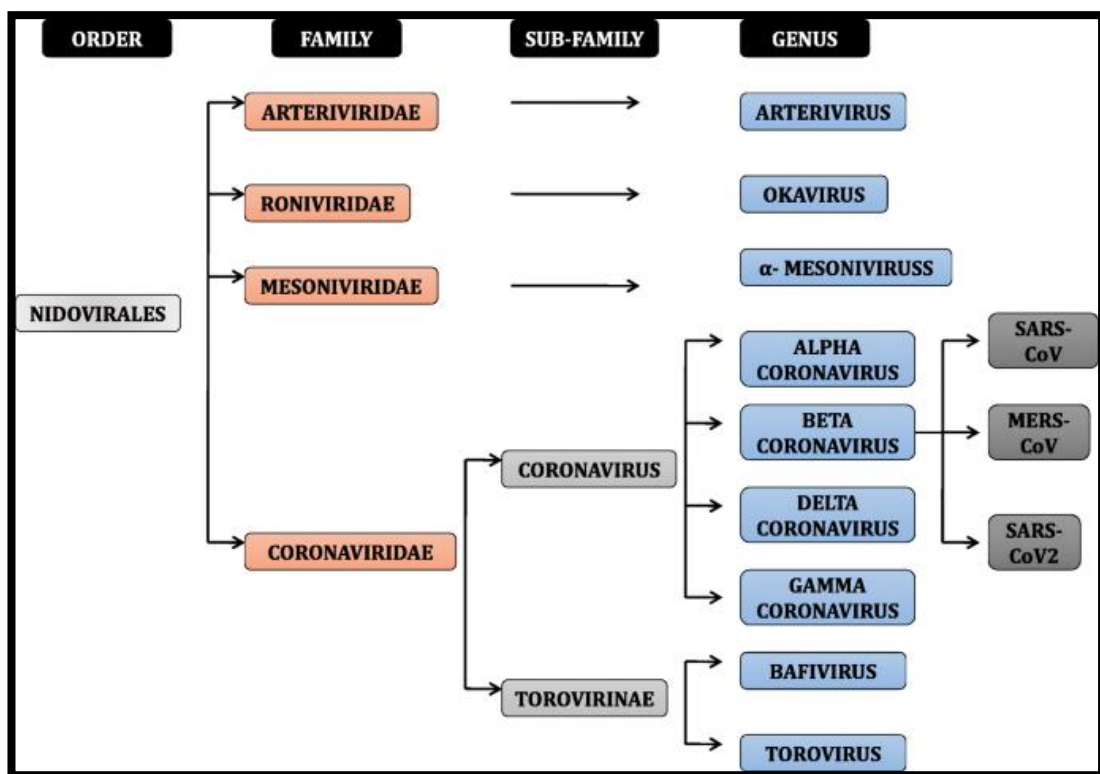 ORDER
FAMILY
SUB-FAMILY
GENUS
ARTERIVIRIDAE
ARTERIVIRUS
RONIVIRIDAE
OKAVIRUS
MESONIVIRIDAE
α- MESONIVIRUSS
NIDOVIRALES
ALPHA
CORONAVIRUS
SARS-
CoV
BETA
CORONAVIRUS
MERS-
CoV
CORONAVIRUS
DELTA
CORONAVIRUS
SARS-
CoV2
CORONAVIRIDAE
GAMMA
CORONAVIRUS
BAFIVIRUS
TOROVIRINAE
TOROVIRUS